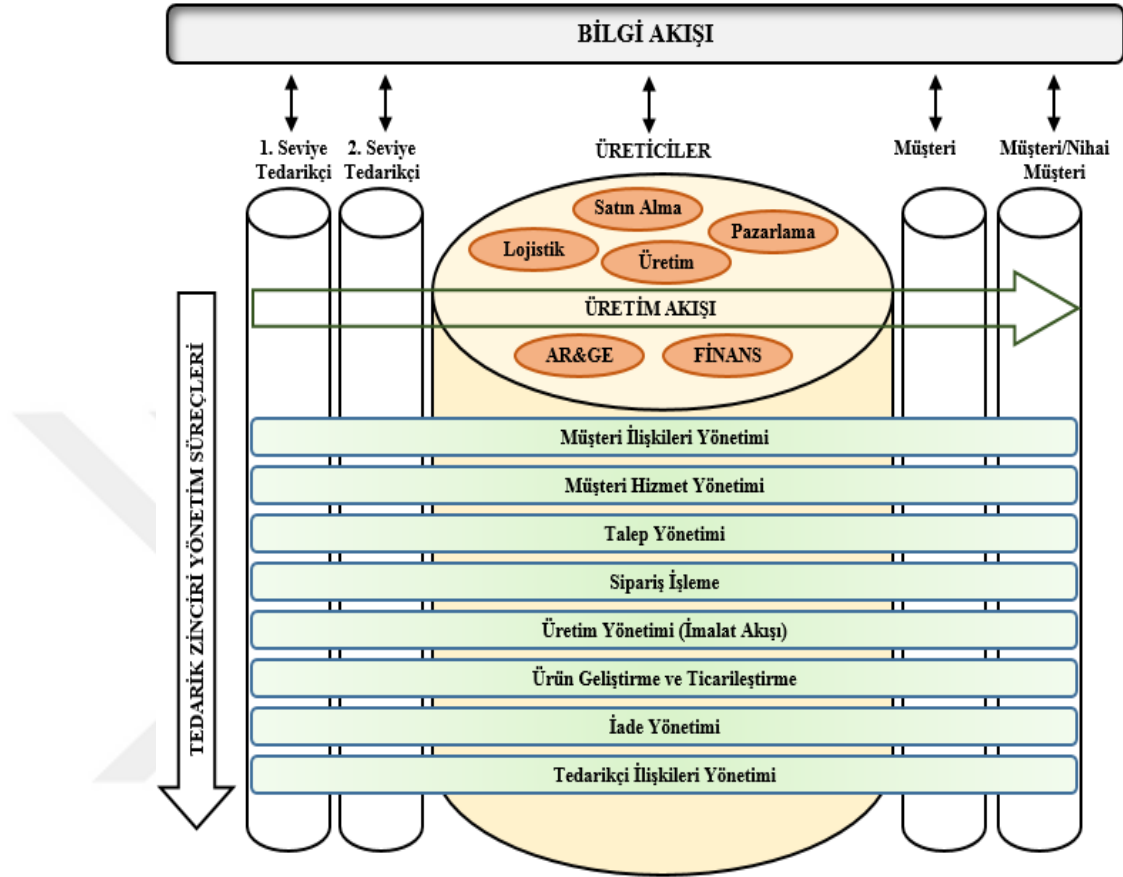 BİLGİ AKIŞI
1. Seviye
Tedarikçi
2. Seviye
Tedarikçi
ÜRETİCİLER
Müşteri
Müşteri/Nihai
Müşteri
Satın Alma
Pazarlama
Lojistik
Üretim
ÜRETİM AKIŞI
AR&GE
FİNANS
TEDARİK ZİNCİRİ YÖNETİM SÜREÇLERİ
Müşteri İlişkileri Yönetimi
Müşteri Hizmet Yönetimi
Talep Yönetimi
Sipariş İşleme
Üretim Yönetimi (İmalat Akışı)
Ürün Geliştirme ve Ticarileştirme
İade Yönetimi
Tedarikçi İlişkileri Yönetimi